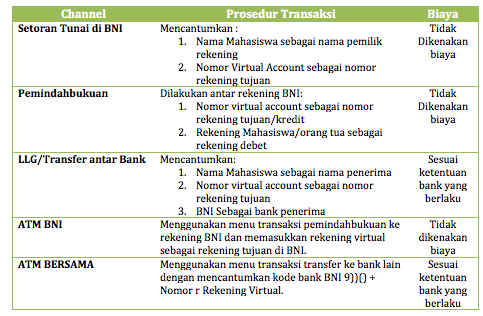 Channel Prosedur Transaksi Biaya
Setoran Tunai di BNI Mencantumkan : Tidak
1. Nama Mahasiswa sebagai nama pemilik Dikenakan
rekening biaya
2. Nomor Virtual Account sebagai nomor
rekening tujuan
Pemindahbukuan Dilakukan antar rekening BNI: Tidak
1. Nomor virtual account sebagai nomor Dikenakan
rekening tujuan/kredit biaya
2. Rekening Mahasiswa/orang tua sebagai
rekening debet
LLG/Transfer antar Bank Mencantumkan: Sesuai
1. Nama Mahasiswa sebagai nama penerima ketentuan
2. Nomor virtual account sebagai nomor bank yang
rekening tujuan berlaku
3. BNI Sebagai bank penerima
ATM BNI Menggunakan menu transaksi pemindahbukuan ke Tidak
rekening BNI dan memasukkan rekening virtual dikenakan
sebagai rekening tujuan di BNI. biaya
ATM BERSAMA Menggunakan menu transaksi transfer ke bank lain Sesuai
dengan mencantumkan kode bank BNI 9))() + ketentuan
Nomor r Rekening Virtual. bank yang
berlaku